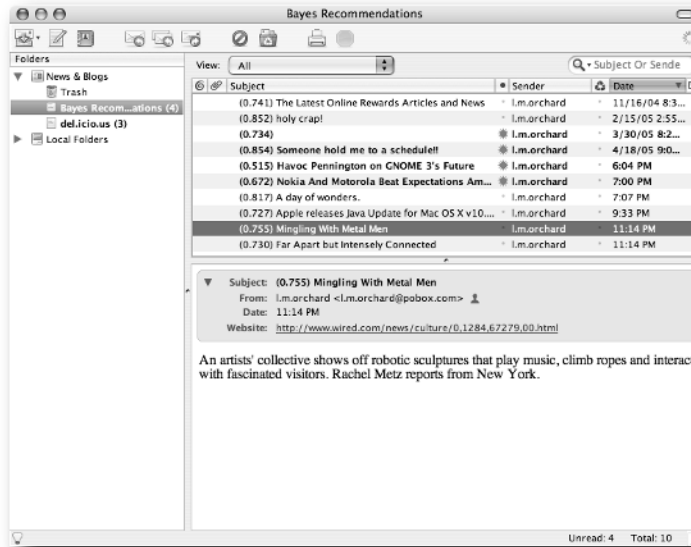 Bayes Recommendations
Folders
News & Blogs
Trash
Bayes Recom...ations (4)
del.icio.us (3)
Local Folders
View: All Subject Or Sende
Subject Sender Date
(0.741) The Latest Online Rewards Articles and News l.m.orchard 11/16/04 8:3...
(0.852) holy crap! l.m.orchard 2/15/05 2:55...
(0.734) l.m.orchard 3/30/05 8:2...
(0.854) Someone hold me to a schedule!! l.m.orchard 4/18/05 9:0...
(0.515) Havoc Pennington on GNOME 3's Future l.m.orchard 6:04 PM
(0.672) Nokia And Motorola Beat Expectations Am... l.m.orchard 7:00 PM
(0.817) A day of wonders. l.m.orchard 7:07 PM
(0.727) Apple releases Java Update for Mac OS X v10.... l.m.orchard 9:33 PM
(0.755) Mingling With Metal Men l.m.orchard 11:14 PM
(0.730) Far Apart but Intensely Connected l.m.orchard 11:14 PM
Subject: (0.755) Mingling With Metal Men
From: l.m.orchard <l.m.orchard@pobox.com>
Date: 11:14 PM
Website: http://www.wired.com/news/culture/0,1284,67279,00.html
An artists' collective shows off robotic sculptures that play music, climb ropes and interac
with fascinated visitors. Rachel Metz reports from New York.
Unread: 4 Total: 10